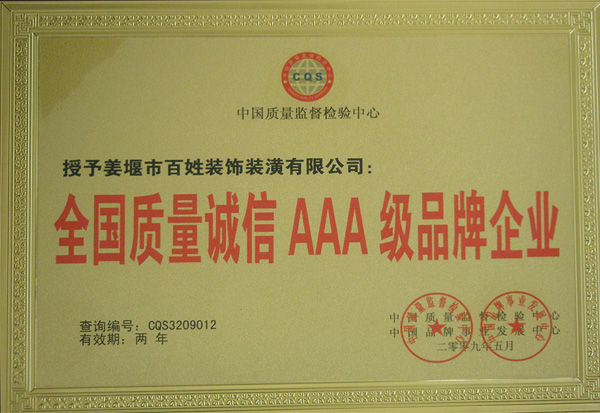 CQS
中国质量监督检验中心
授予姜堰市百姓装饰装潢有限公司：
全国质量诚信 AAA 级品牌企业
查询编号：CQS3209012
有效期：两 年
中国质量监督检验中心
中国品牌事业发展中心
二零零九年五月